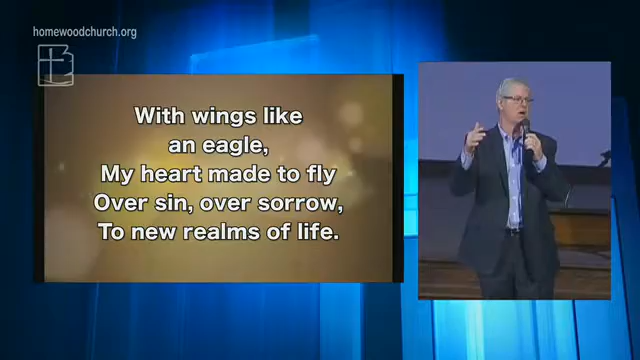 homewoodchurch.org
With wings like
an eagle,
My heart made to fly
Over sin, over sorrow,
To new realms of life.